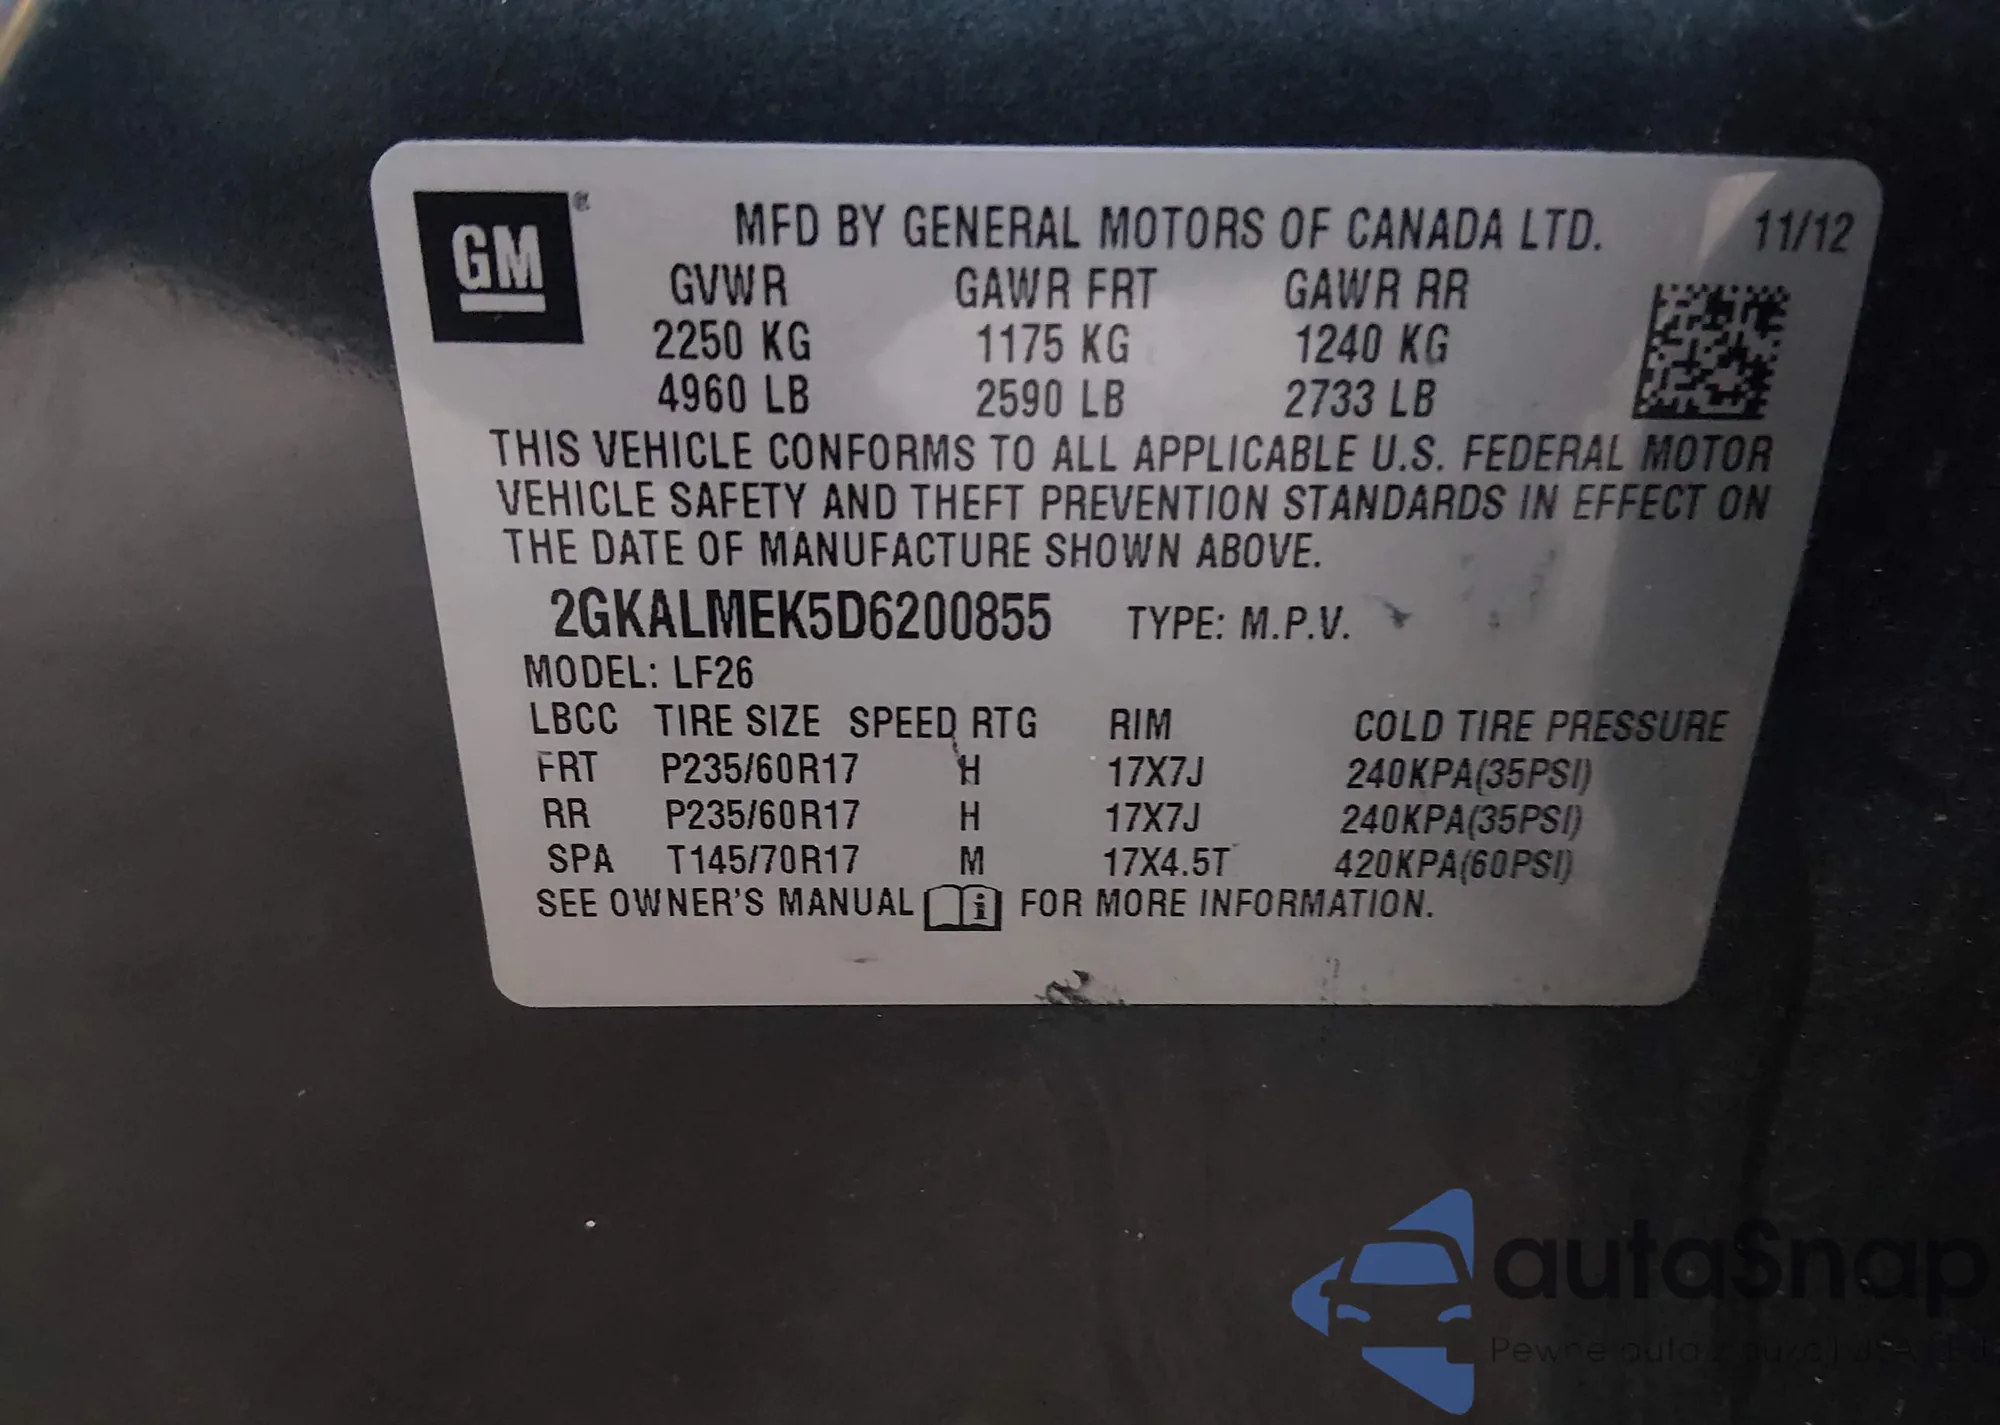 GM®
MFD BY GENERAL MOTORS OF CANADA LTD. 11/12
GVWR GAWR FRT GAWR RR
2250 KG 1175 KG 1240 KG
4960 LB 2590 LB 2733 LB
THIS VEHICLE CONFORMS TO ALL APPLICABLE U.S. FEDERAL MOTOR
VEHICLE SAFETY AND THEFT PREVENTION STANDARDS IN EFFECT ON
THE DATE OF MANUFACTURE SHOWN ABOVE.
2GKALMEK5D6200855 TYPE: M.P.V.
MODEL: LF26
LBCC TIRE SIZE SPEED RTG RIM COLD TIRE PRESSURE
FRT P235/60R17 H 17X7J 240KPA(35PSI)
RR P235/60R17 H 17X7J 240KPA(35PSI)
SPA T145/70R17 M 17X4.5T 420KPA(60PSI)
SEE OWNER'S MANUAL i FOR MORE INFORMATION.
autaSnap
Pewne auta z aukcji